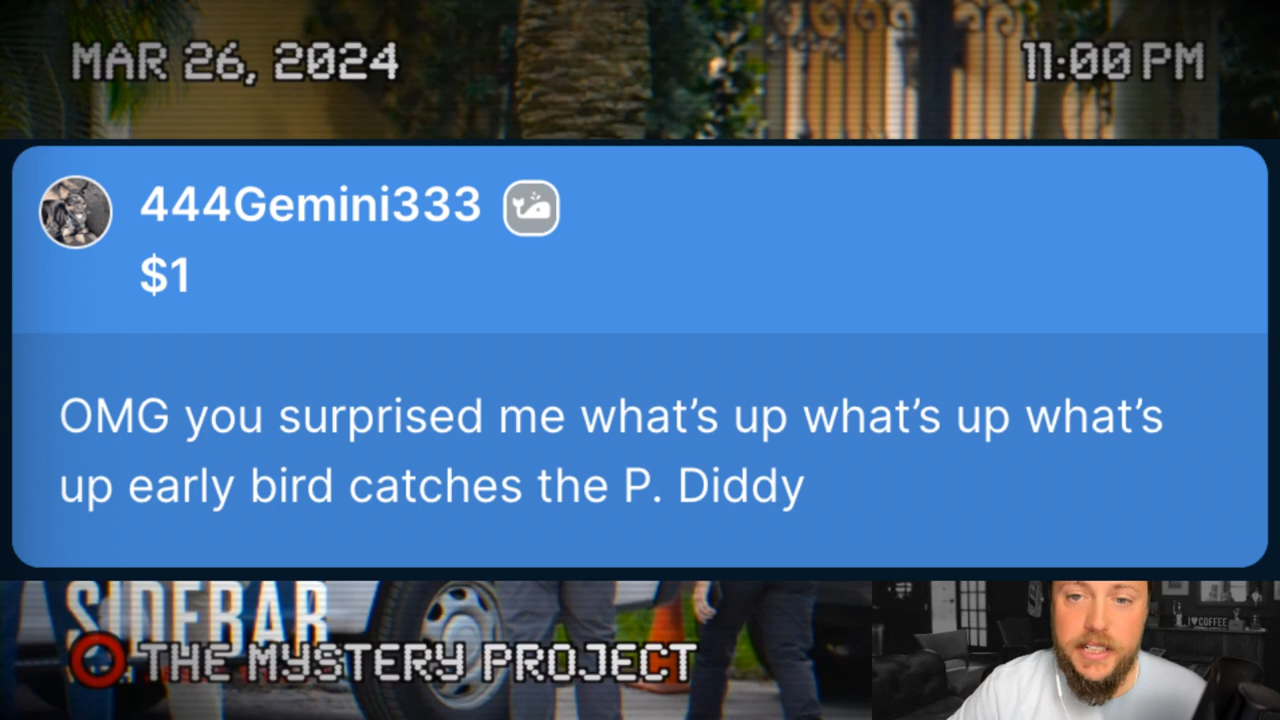 MAR 26, 2024
11:00 PM
444Gemini333
$1
OMG you surprised me what’s up what’s up what’s
up early bird catches the P. Diddy
SIDEBAR
THE MYSTERY PROJECT
I ♥ COFFEE